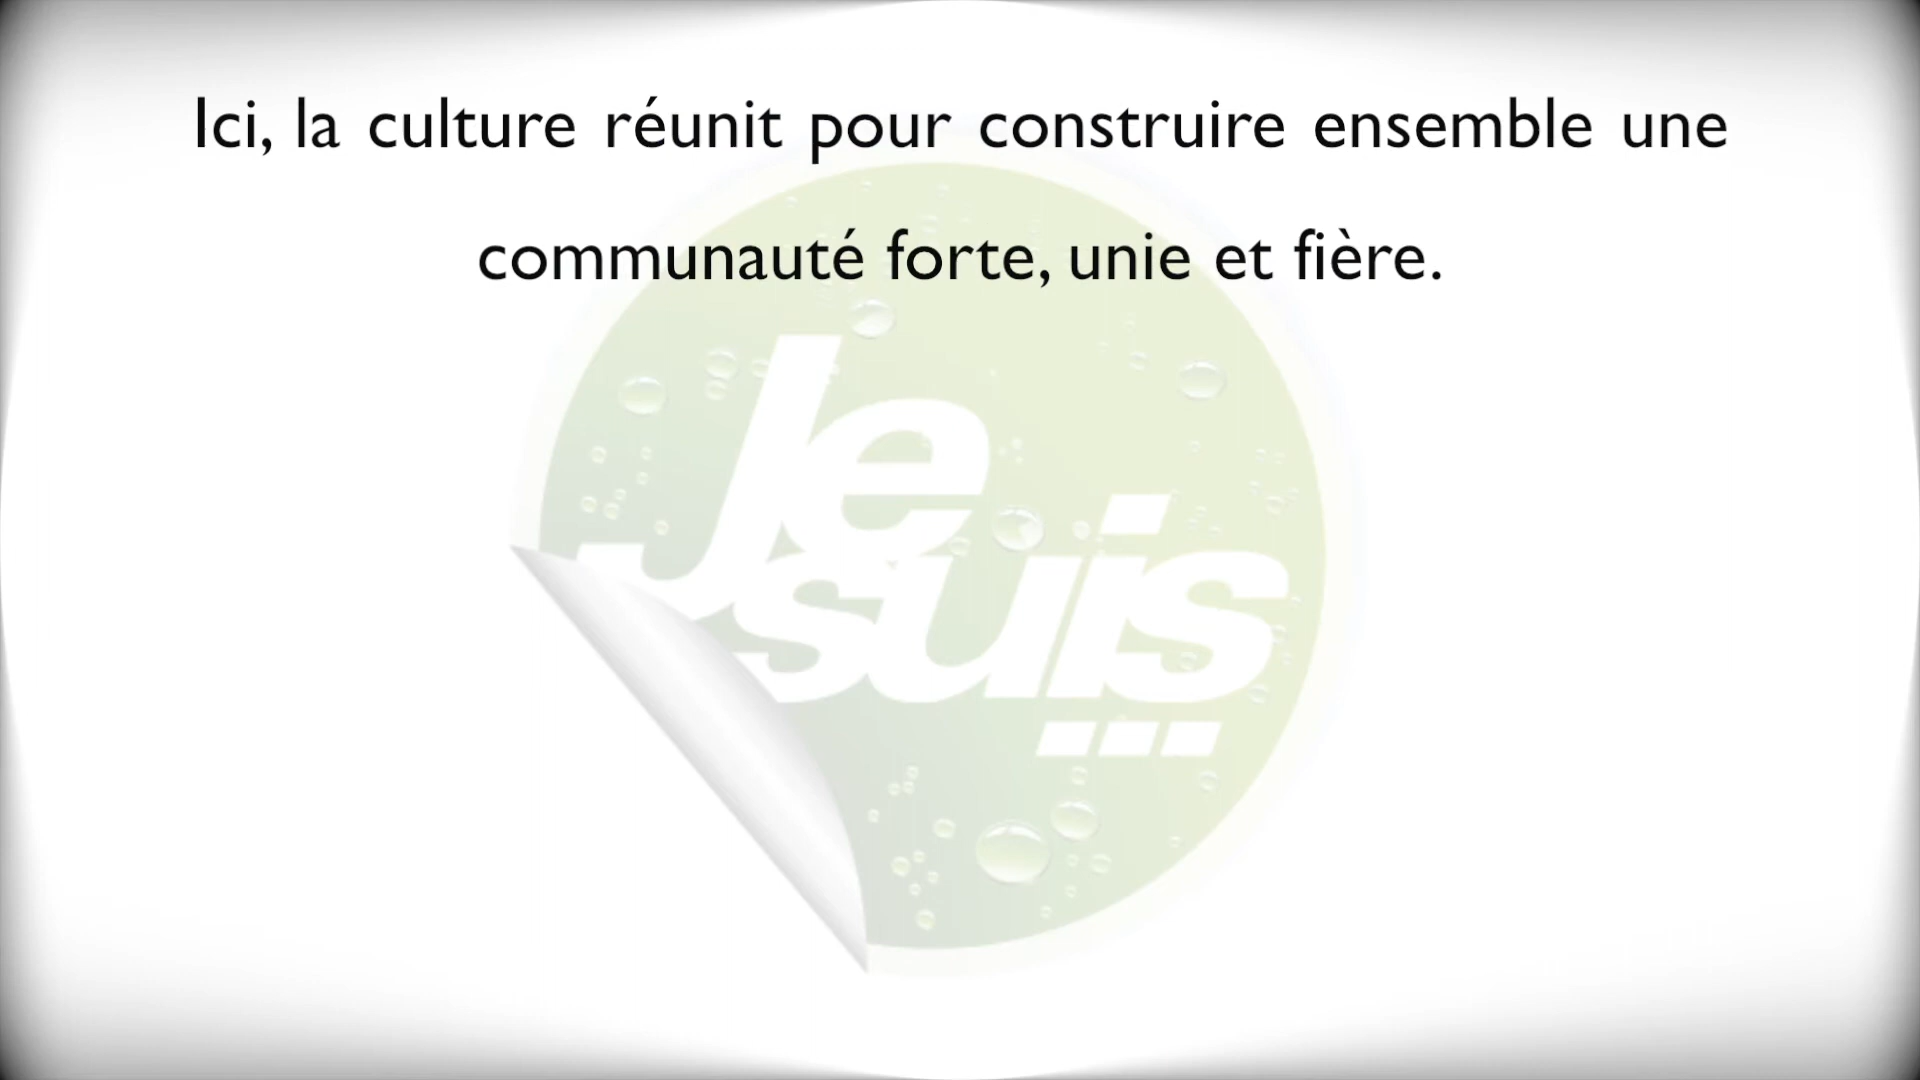 Ici, la culture réunit pour construire ensemble une
communauté forte, unie et fière.
Je
suis
...